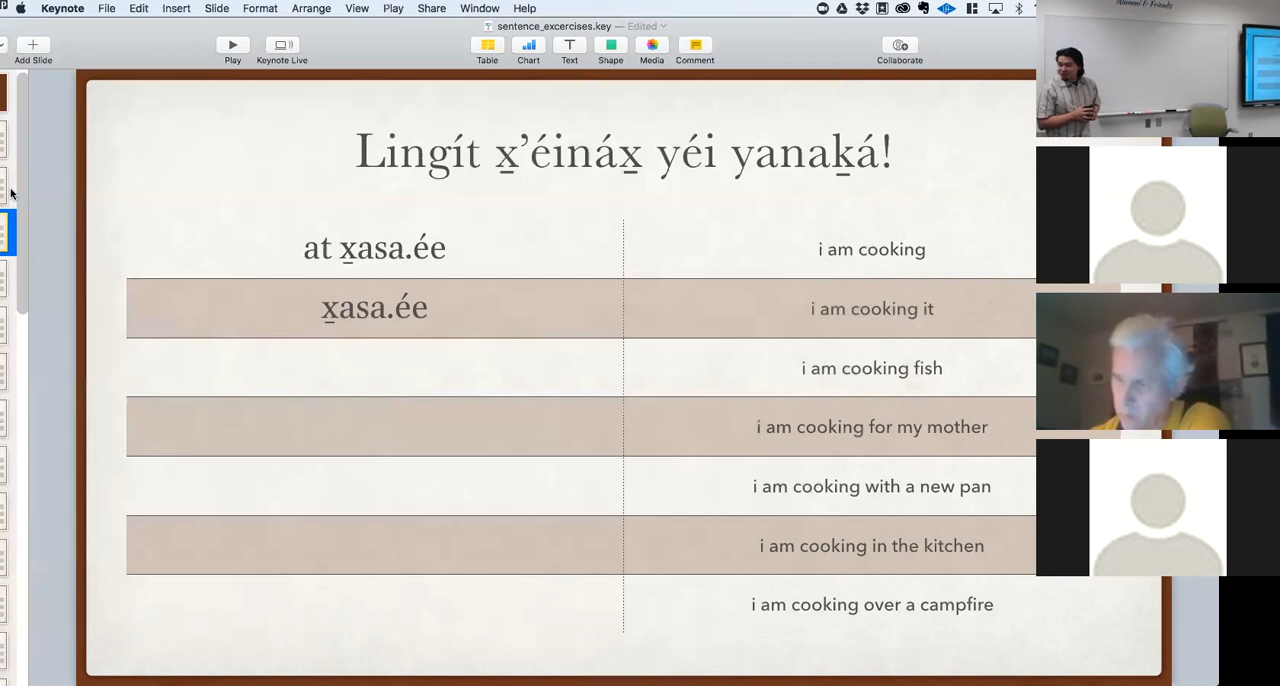 Keynote File Edit Insert Slide Format Arrange View Play Share Window Help
sentence_excercises.key — Edited
Add Slide Play Keynote Live Table Chart Text Shape Media Comment Collaborate
Alumni & Friends
Lingít x̱’éináx̱ yéi yanaḵá!
at x̱asa.ée i am cooking
x̱asa.ée i am cooking it
i am cooking fish
i am cooking for my mother
i am cooking with a new pan
i am cooking in the kitchen
i am cooking over a campfire